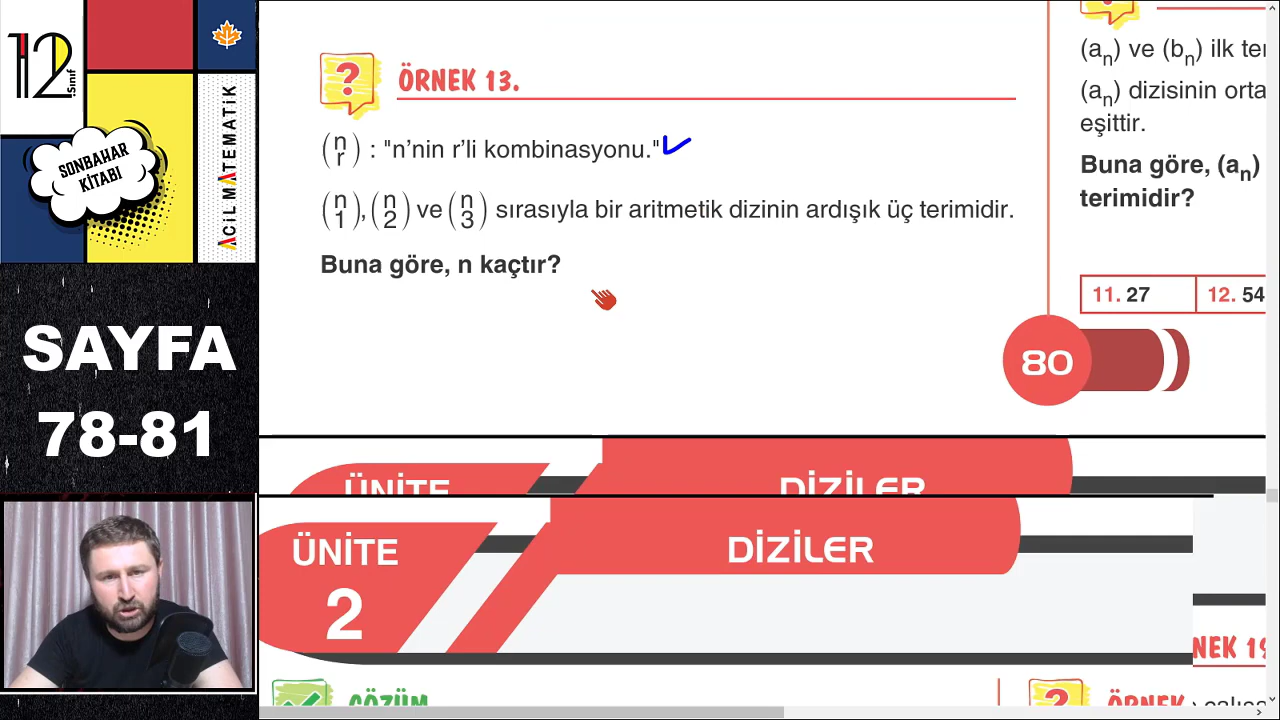 12
.Sınıf
SONBAHAR
KİTABI
ACİLMATEMATİK
SAYFA
78-81
? ÖRNEK 13.
(n r) : "n'nin r'li kombinasyonu."
(n 1), (n 2) ve (n 3) sırasıyla bir aritmetik dizinin ardışık üç terimidir.
Buna göre, n kaçtır?
(an) ve (bn) ilk ter
(an) dizisinin orta
eşittir.
Buna göre, (an)
terimidir?
11. 27
12. 54
80
ÜNİTE
DİZİLER
ÜNİTE
2
DİZİLER
NEK 19
ÇÖZÜM
? ÖRNEK